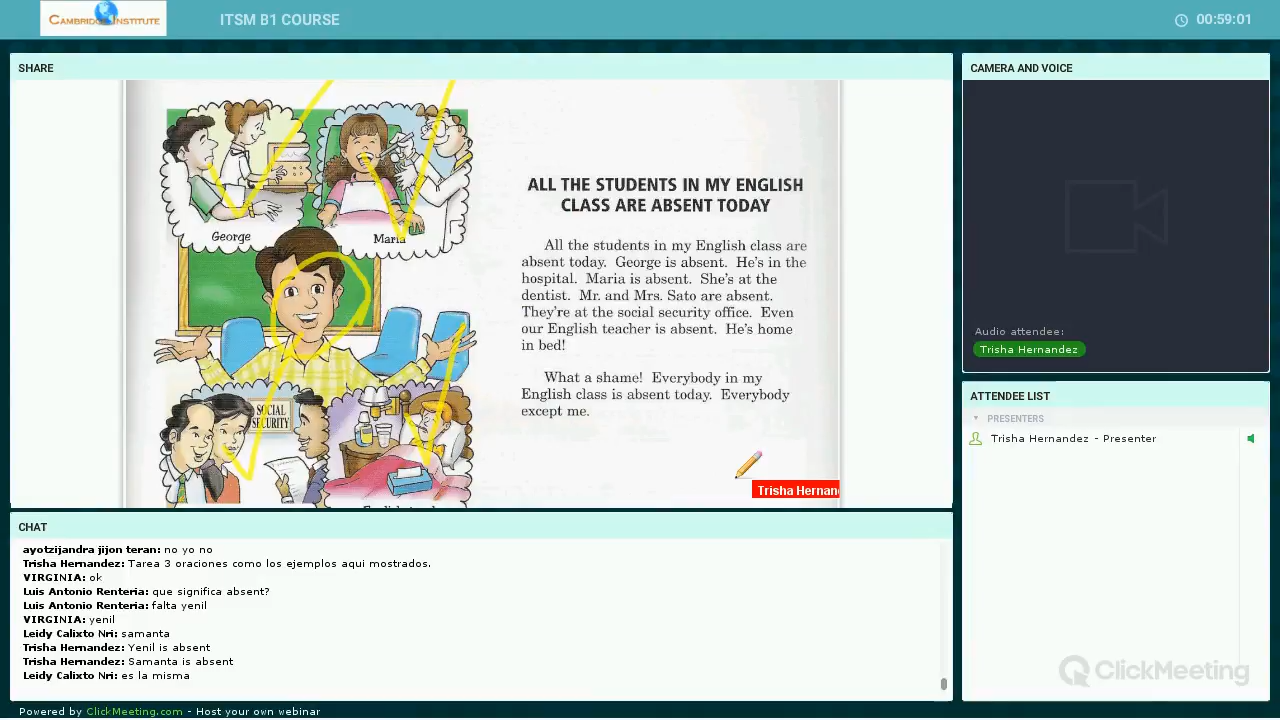 CAMBRIDGE INSTITUTE
ITSM B1 COURSE
00:59:01
SHARE
CAMERA AND VOICE
George
Maria
SOCIAL
SECURITY
ALL THE STUDENTS IN MY ENGLISH
CLASS ARE ABSENT TODAY
All the students in my English class are
absent today. George is absent. He's in the
hospital. Maria is absent. She's at the
dentist. Mr. and Mrs. Sato are absent.
They're at the social security office. Even
our English teacher is absent. He's home
in bed!
What a shame! Everybody in my
English class is absent today. Everybody
except me.
Trisha Hernan
Audio attendee:
Trisha Hernandez
ATTENDEE LIST
PRESENTERS
Trisha Hernandez - Presenter
CHAT
ayotzijandra jijon teran: no yo no
Trisha Hernandez: Tarea 3 oraciones como los ejemplos aqui mostrados.
VIRGINIA: ok
Luis Antonio Renteria: que significa absent?
Luis Antonio Renteria: falta yenil
VIRGINIA: yenil
Leidy Calixto Nri: samanta
Trisha Hernandez: Yenil is absent
Trisha Hernandez: Samanta is absent
Leidy Calixto Nri: es la misma
ClickMeeting
Powered by ClickMeeting.com - Host your own webinar